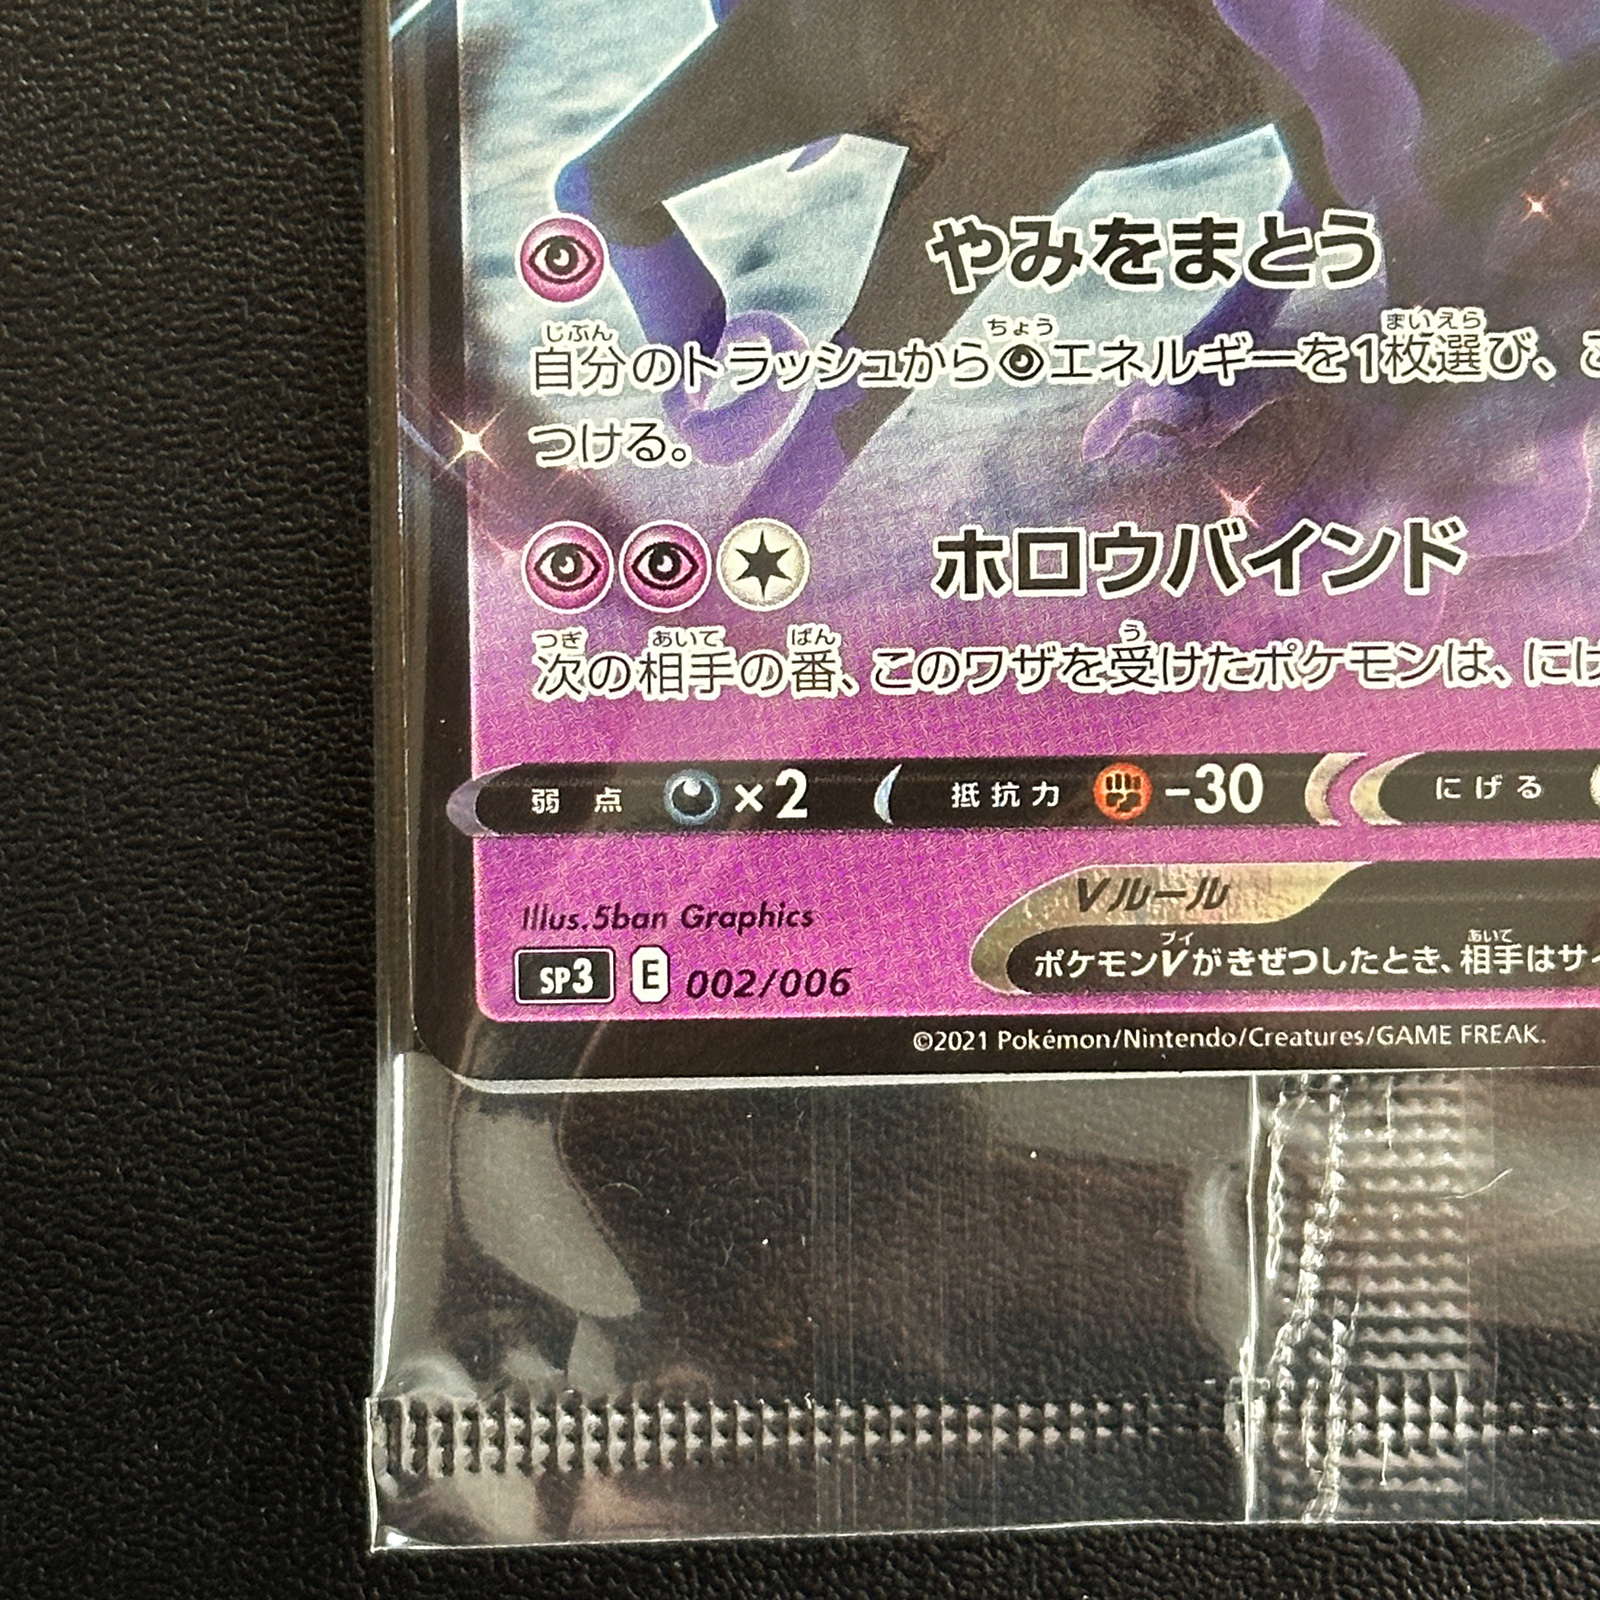 やみをまとう
じぶん ちょう まいえら
自分のトラッシュから エネルギーを1枚選び、こ
つける。
ホロウバインド
つぎ あいて ばん う
次の相手の番、このワザを受けたポケモンは、にけ
弱点 ×2 抵抗力 -30 にげる
Illus.5ban Graphics
Vルール
ブイ あいて
ポケモンVがきぜつしたとき、相手はサイ
SP3 E 002/006
©2021 Pokémon/Nintendo/Creatures/GAME FREAK.